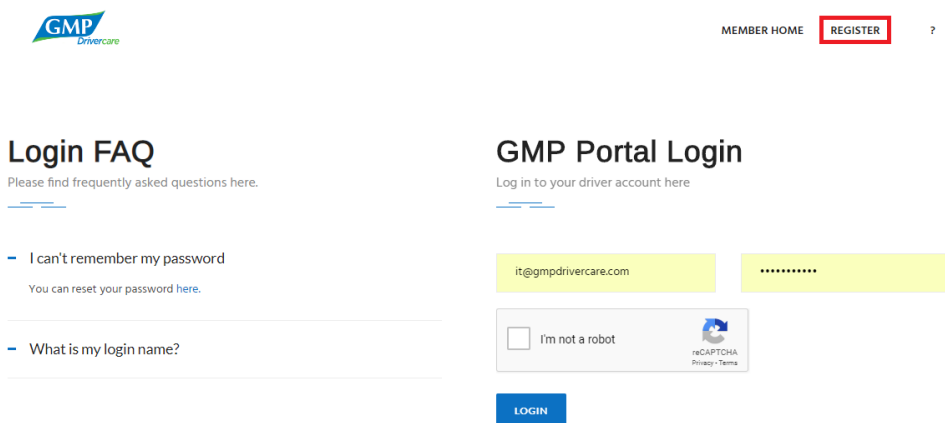 GMP
Drivercare
MEMBER HOME REGISTER ?
Login FAQ
Please find frequently asked questions here.
I can't remember my password
You can reset your password here.
What is my login name?
GMP Portal Login
Log in to your driver account here
it@gmpdrivercare.com •••••••••••
I'm not a robot
reCAPTCHA
Privacy - Terms
LOGIN